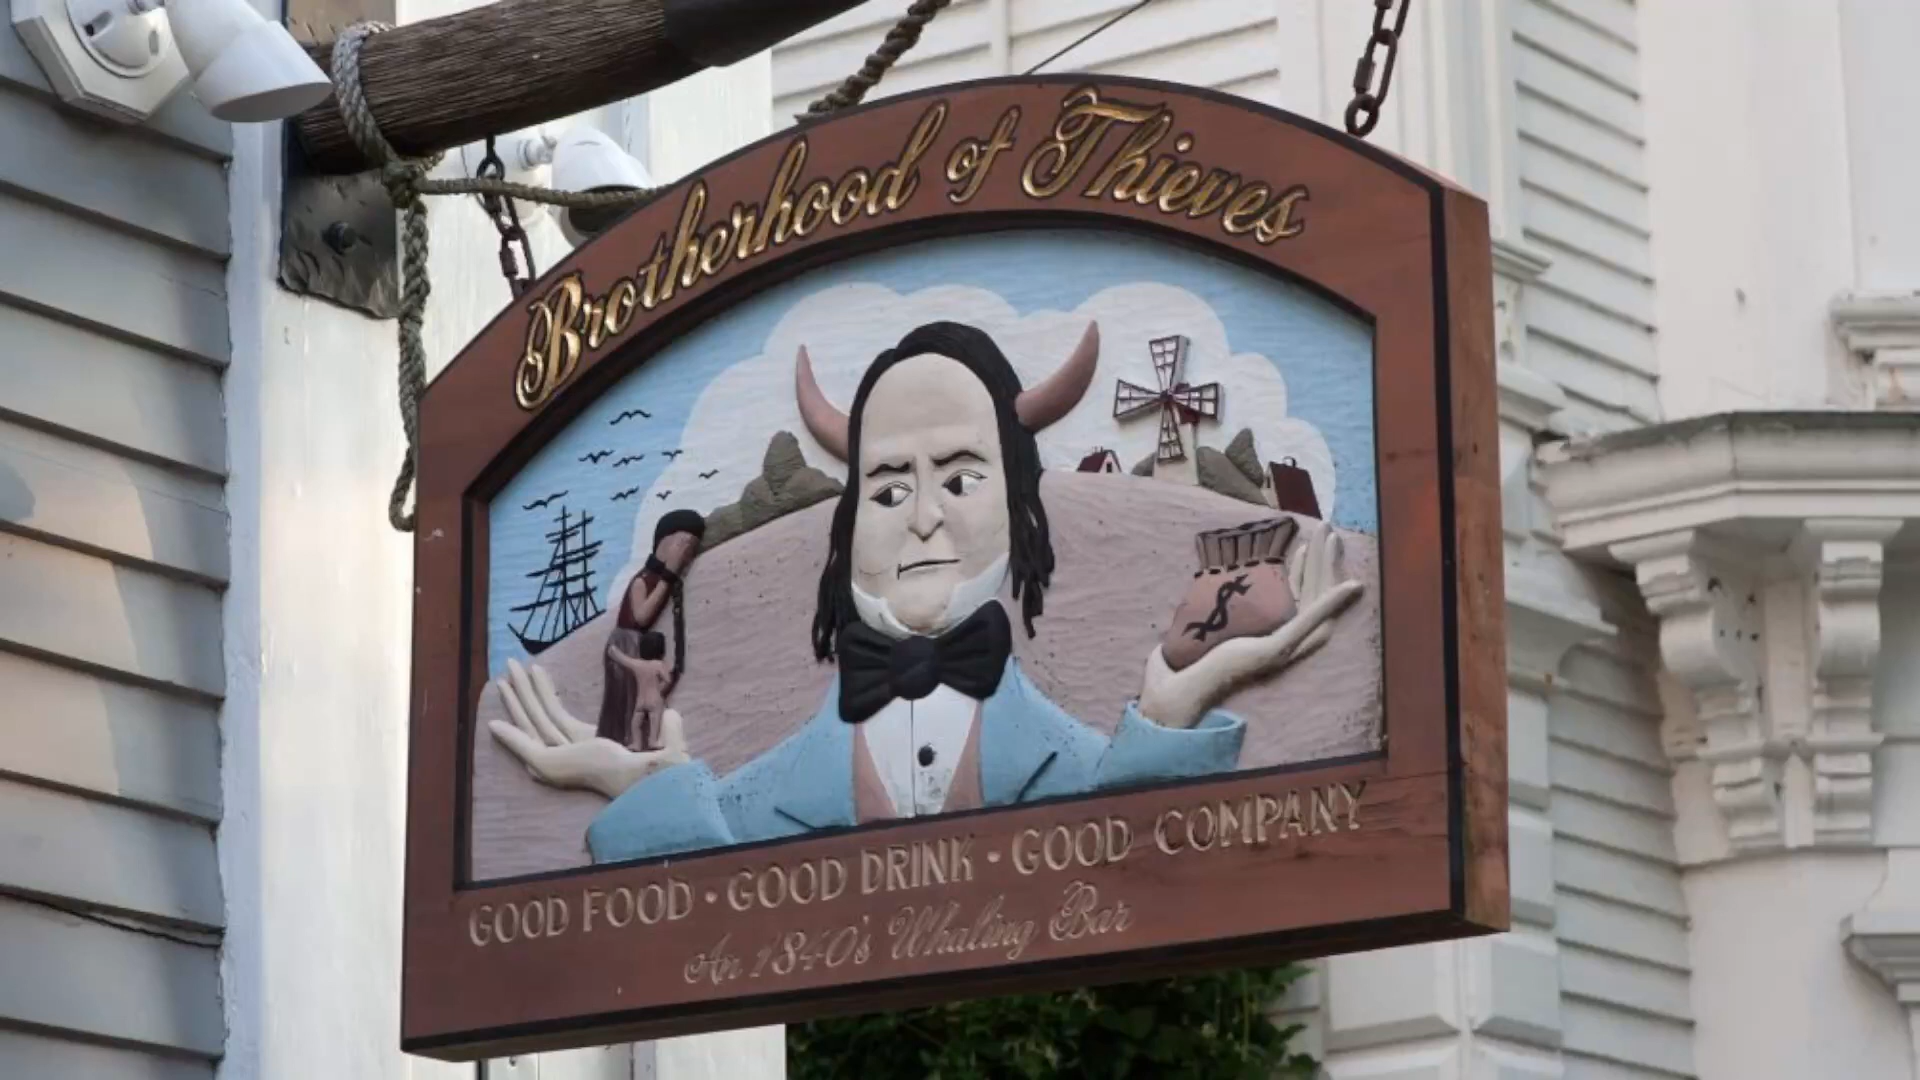 Brotherhood of Thieves
$
GOOD FOOD • GOOD DRINK • GOOD COMPANY
An 1840's Whaling Bar